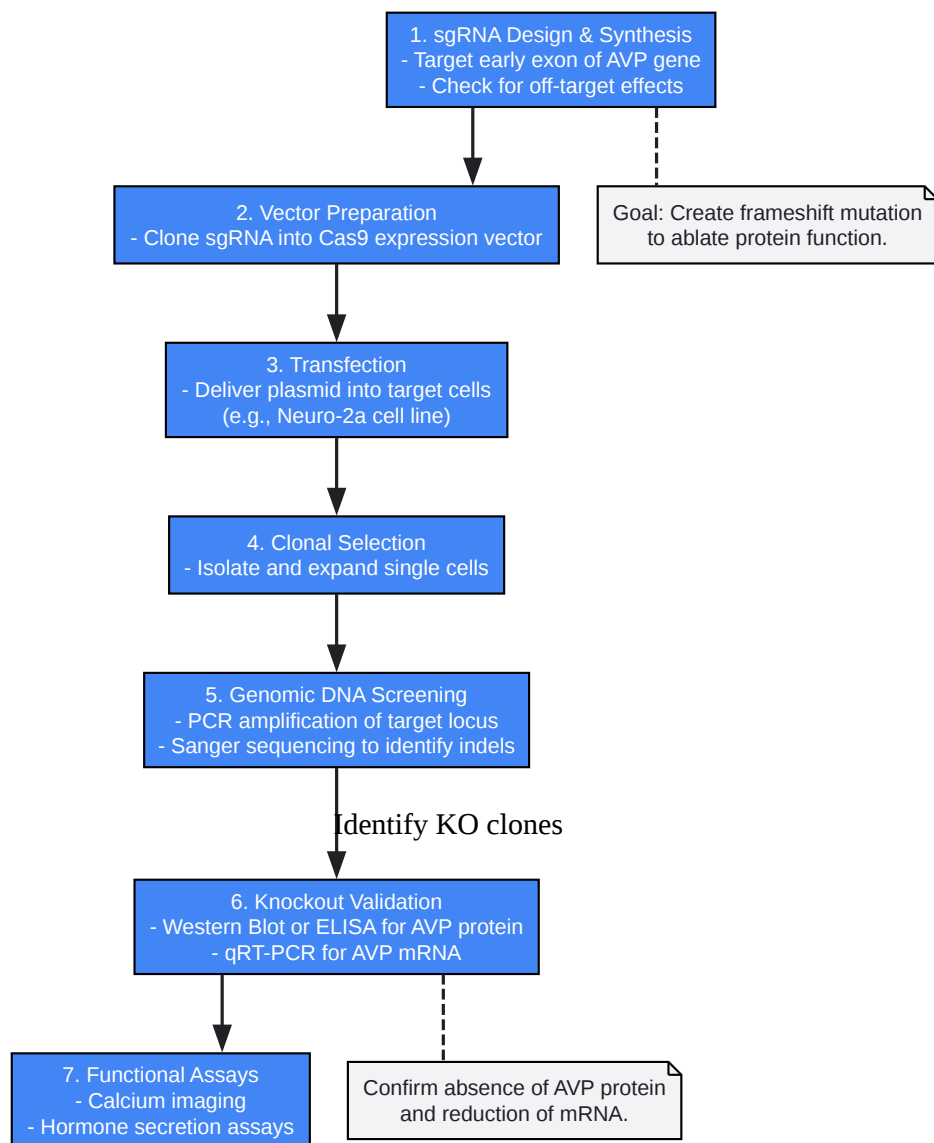 1. sgRNA Design & Synthesis
- Target early exon of AVP gene
- Check for off-target effects
2. Vector Preparation
- Clone sgRNA into Cas9 expression vector
Goal: Create frameshift mutation
to ablate protein function.
3. Transfection
- Deliver plasmid into target cells
(e.g., Neuro-2a cell line)
4. Clonal Selection
- Isolate and expand single cells
5. Genomic DNA Screening
- PCR amplification of target locus
- Sanger sequencing to identify indels
Identify KO clones
6. Knockout Validation
- Western Blot or ELISA for AVP protein
- qRT-PCR for AVP mRNA
7. Functional Assays
- Calcium imaging
- Hormone secretion assays
Confirm absence of AVP protein
and reduction of mRNA.